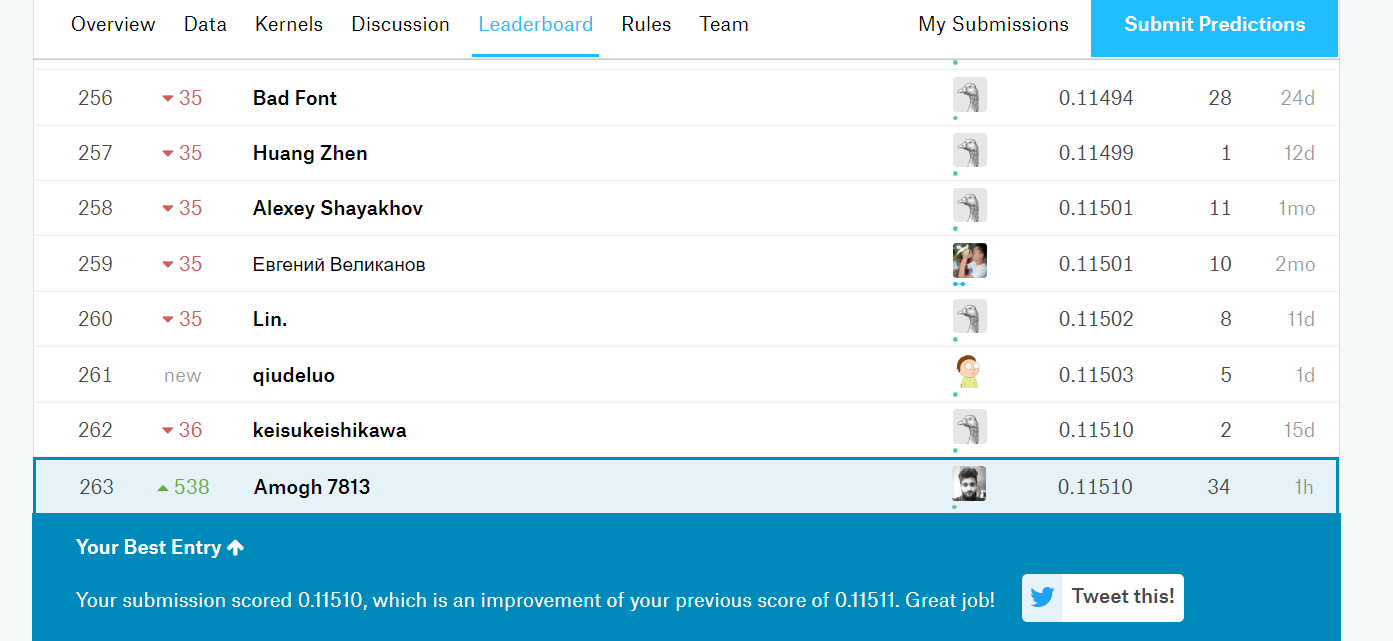 Overview Data Kernels Discussion Leaderboard Rules Team My Submissions Submit Predictions
256 35 Bad Font 0.11494 28 24d
257 35 Huang Zhen 0.11499 1 12d
258 35 Alexey Shayakhov 0.11501 11 1mo
259 35 Евгений Великанов 0.11501 10 2mo
260 35 Lin. 0.11502 8 11d
261 new qiudeluo 0.11503 5 1d
262 36 keisukeishikawa 0.11510 2 15d
263 538 Amogh 7813 0.11510 34 1h
Your Best Entry
Your submission scored 0.11510, which is an improvement of your previous score of 0.11511. Great job! Tweet this!